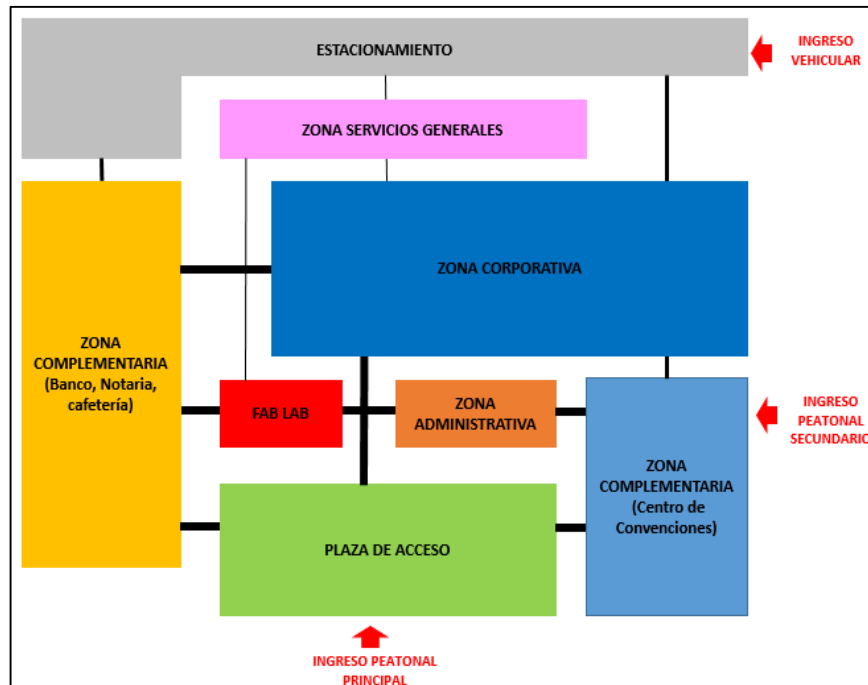 ESTACIONAMIENTO
INGRESO
VEHICULAR
ZONA SERVICIOS GENERALES
ZONA CORPORATIVA
ZONA
COMPLEMENTARIA
(Banco, Notaria,
cafetería)
FAB LAB
ZONA
ADMINISTRATIVA
INGRESO
PEATONAL
SECUNDARIO
ZONA
COMPLEMENTARIA
(Centro de
Convenciones)
PLAZA DE ACCESO
INGRESO PEATONAL
PRINCIPAL